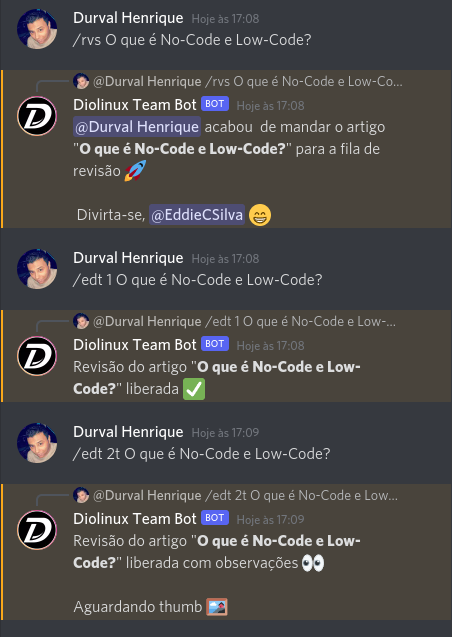 Durval Henrique Hoje às 17:08
/rvs O que é No-Code e Low-Code?
@Durval Henrique /rvs O que é No-Code e Low-Co...
Diolinux Team Bot BOT Hoje às 17:08
@Durval Henrique acabou de mandar o artigo
"O que é No-Code e Low-Code?" para a fila de
revisão 🚀
Divirta-se, @EddieCSilva 😄
Durval Henrique Hoje às 17:08
/edt 1 O que é No-Code e Low-Code?
@Durval Henrique /edt 1 O que é No-Code e Low-...
Diolinux Team Bot BOT Hoje às 17:08
Revisão do artigo "O que é No-Code e Low-
Code?" liberada ✅
Durval Henrique Hoje às 17:09
/edt 2t O que é No-Code e Low-Code?
@Durval Henrique /edt 2t O que é No-Code e Low...
Diolinux Team Bot BOT Hoje às 17:09
Revisão do artigo "O que é No-Code e Low-
Code?" liberada com observações 👀
Aguardando thumb 🖼️